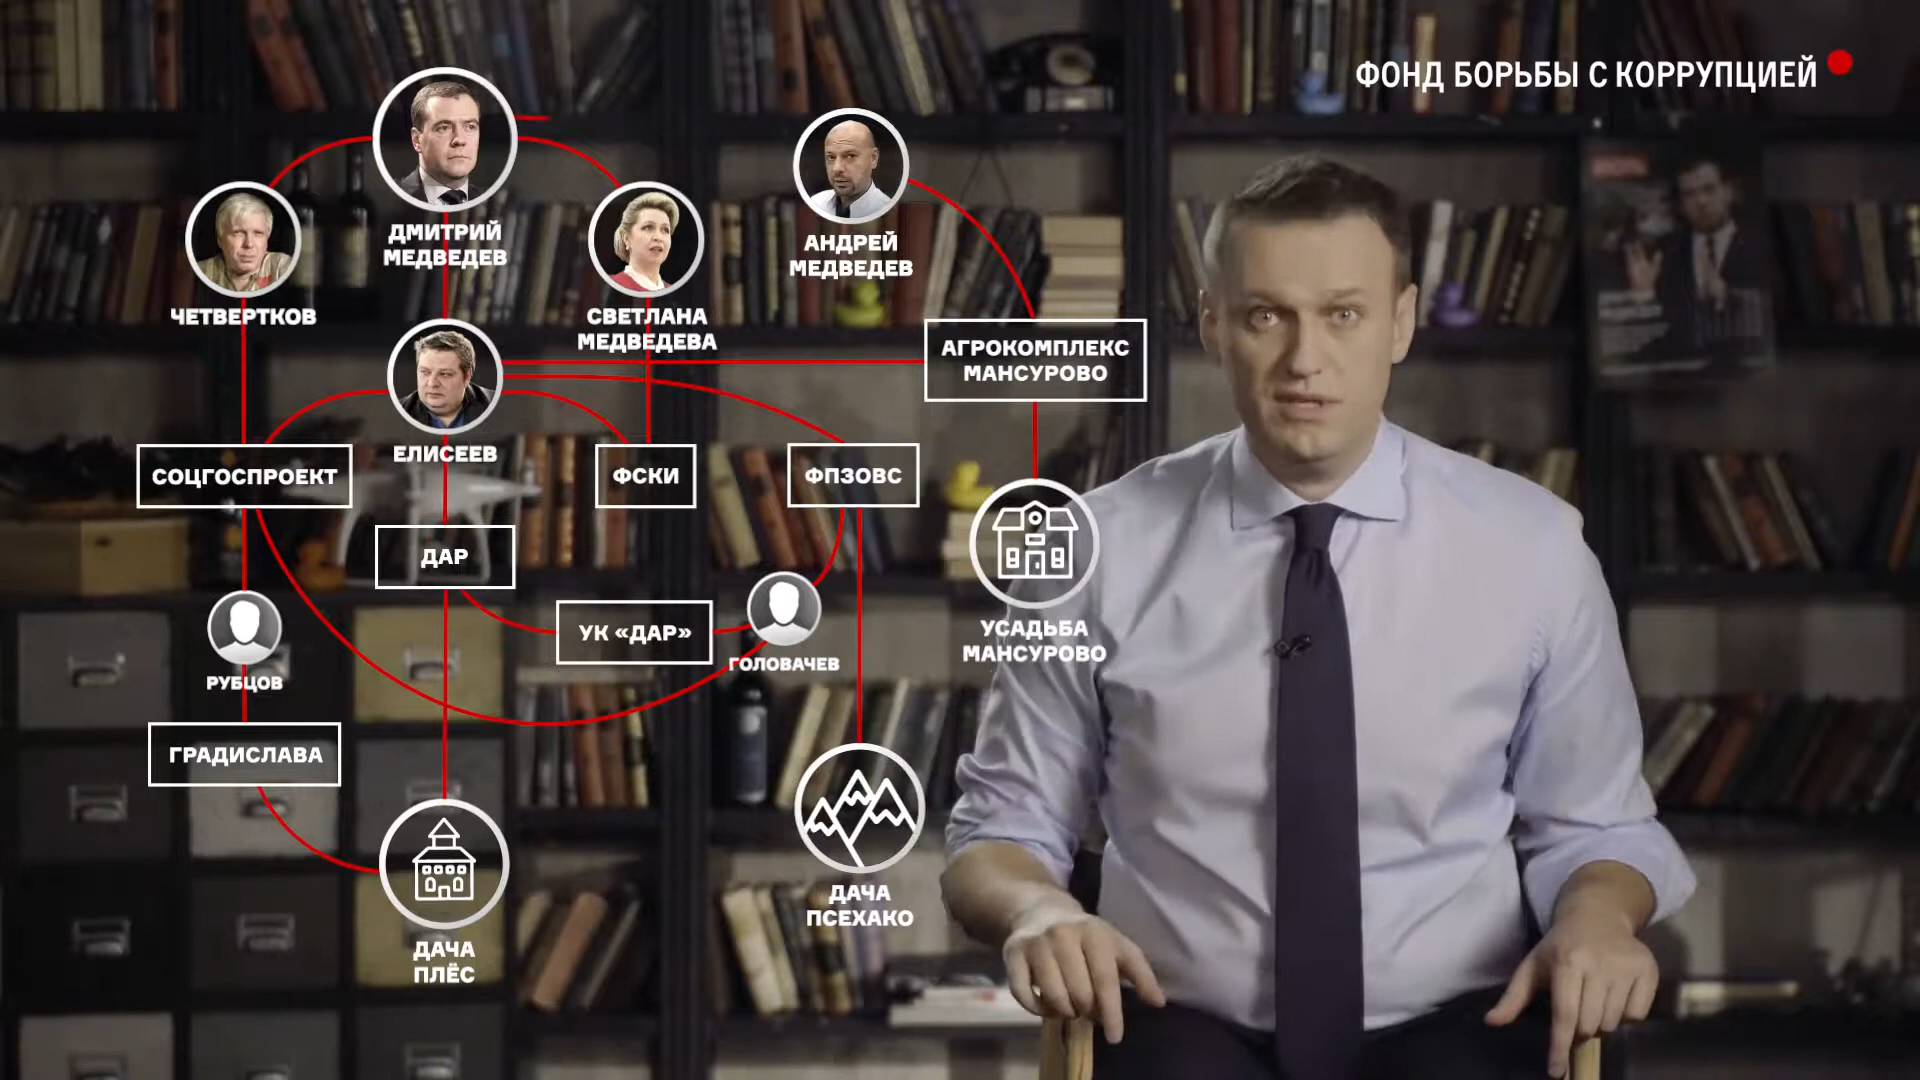 ФОНД БОРЬБЫ С КОРРУПЦИЕЙ
ДМИТРИЙ
МЕДВЕДЕВ
ЧЕТВЕРТКОВ
СВЕТЛАНА
МЕДВЕДЕВА
АНДРЕЙ
МЕДВЕДЕВ
АГРОКОМПЛЕКС
МАНСУРОВО
ЕЛИСЕЕВ
СОЦГОСПРОЕКТ
ФСКИ
ФПЗОВС
ДАР
УК «ДАР»
ГОЛОВАЧЕВ
УСАДЬБА
МАНСУРОВО
РУБЦОВ
ГРАДИСЛАВА
ДАЧА
ПЛЁС
ДАЧА
ПСЕХАКО